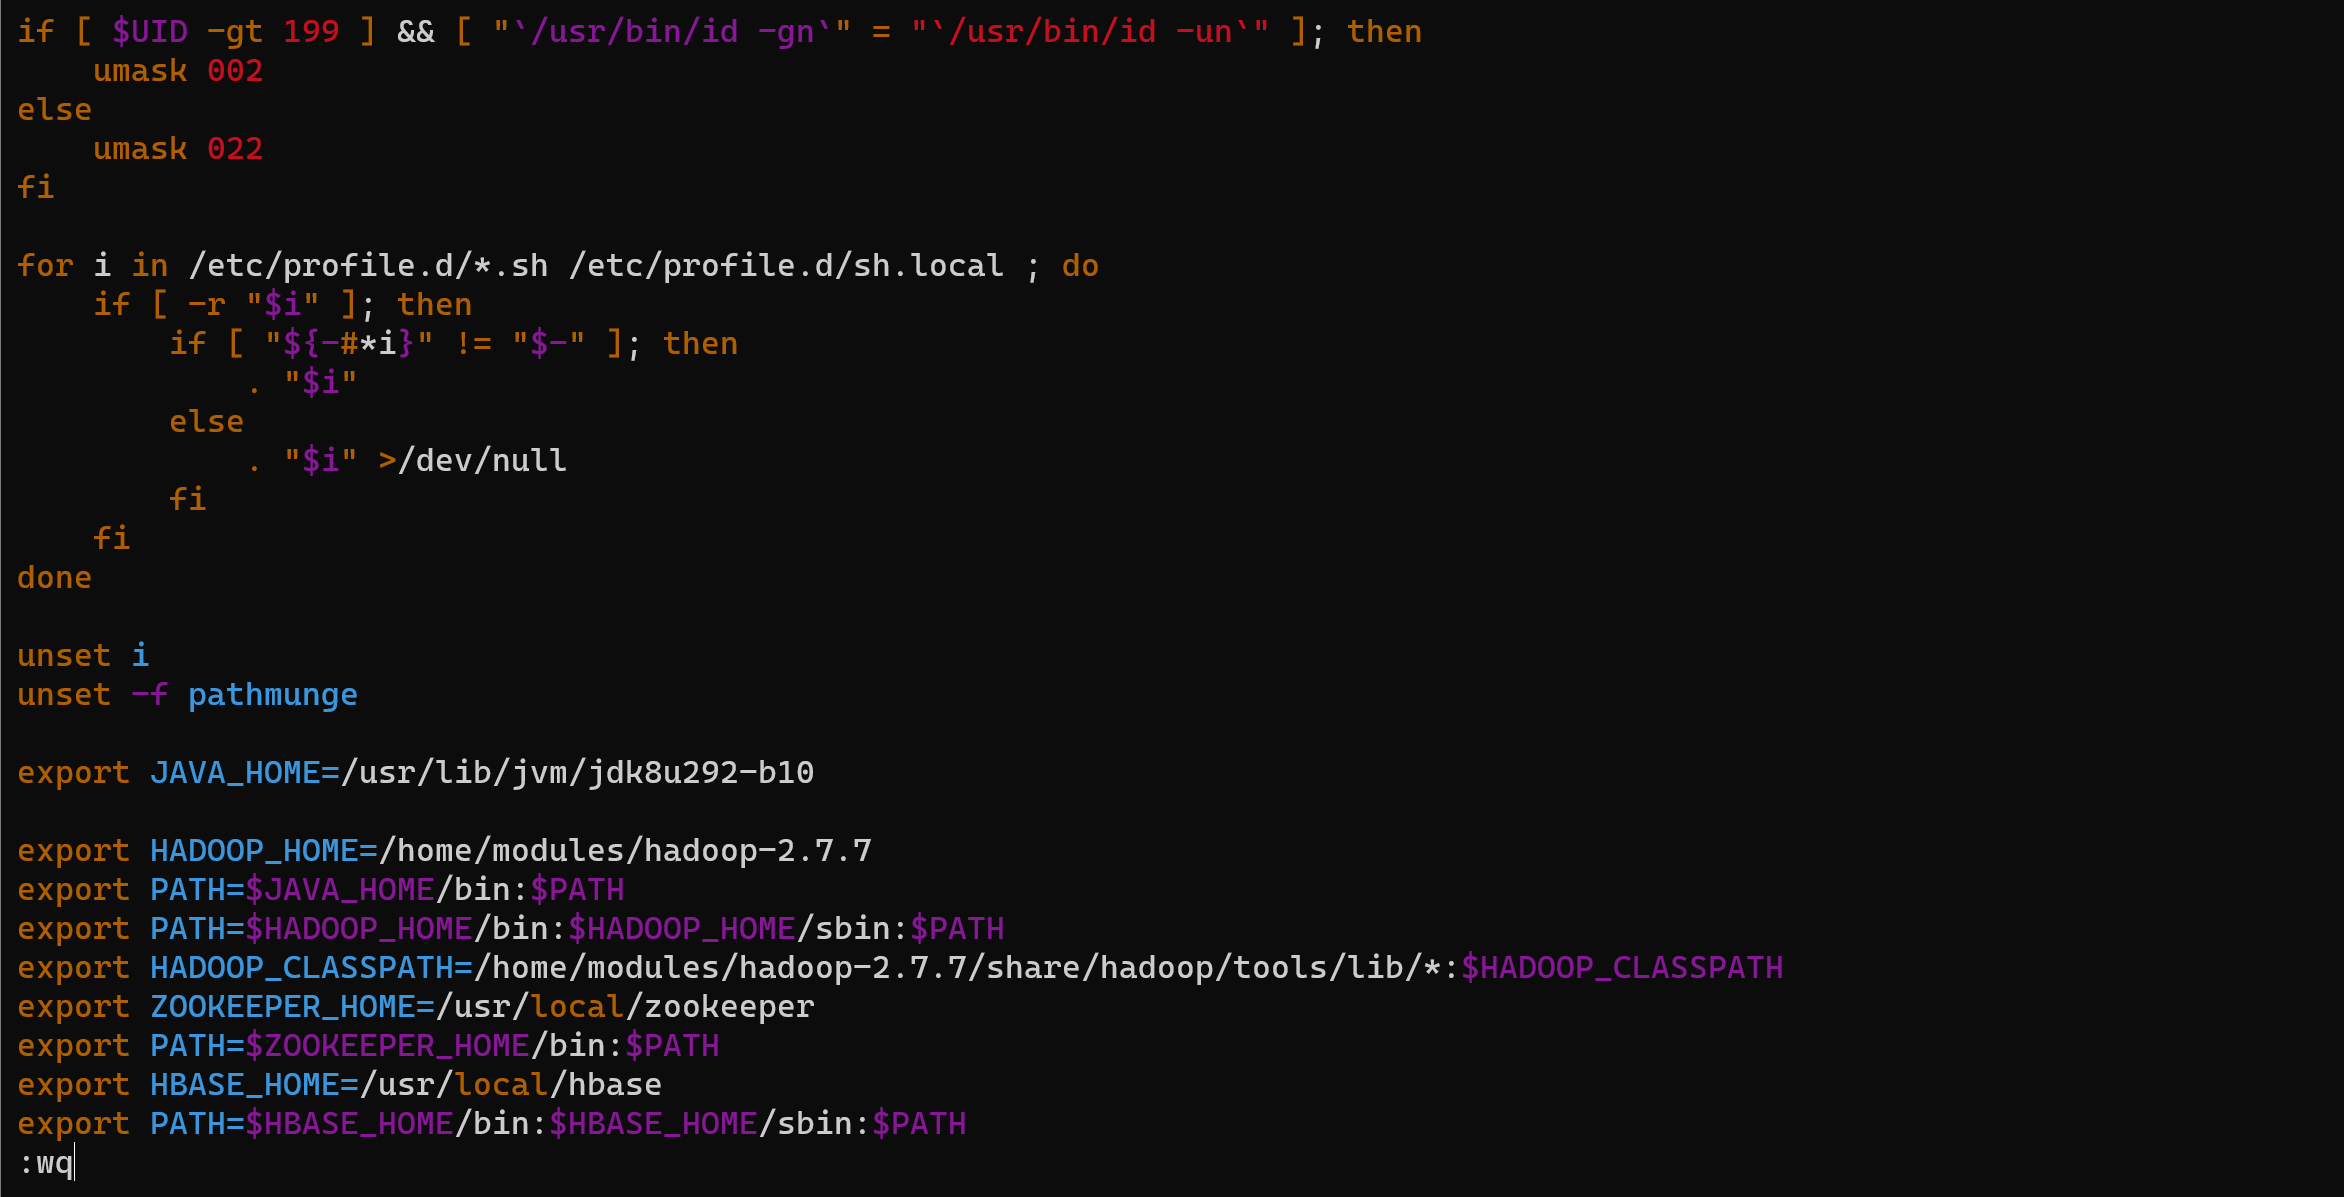 if [ $UID -gt 199 ] && [ "`/usr/bin/id -gn`" = "`/usr/bin/id -un`" ]; then
    umask 002
else
    umask 022
fi

for i in /etc/profile.d/*.sh /etc/profile.d/sh.local ; do
    if [ -r "$i" ]; then
        if [ "${-#*i}" != "$-" ]; then
            . "$i"
        else
            . "$i" >/dev/null
        fi
    fi
done

unset i
unset -f pathmunge

export JAVA_HOME=/usr/lib/jvm/jdk8u292-b10

export HADOOP_HOME=/home/modules/hadoop-2.7.7
export PATH=$JAVA_HOME/bin:$PATH
export PATH=$HADOOP_HOME/bin:$HADOOP_HOME/sbin:$PATH
export HADOOP_CLASSPATH=/home/modules/hadoop-2.7.7/share/hadoop/tools/lib/*:$HADOOP_CLASSPATH
export ZOOKEEPER_HOME=/usr/local/zookeeper
export PATH=$ZOOKEEPER_HOME/bin:$PATH
export HBASE_HOME=/usr/local/hbase
export PATH=$HBASE_HOME/bin:$HBASE_HOME/sbin:$PATH
:wq